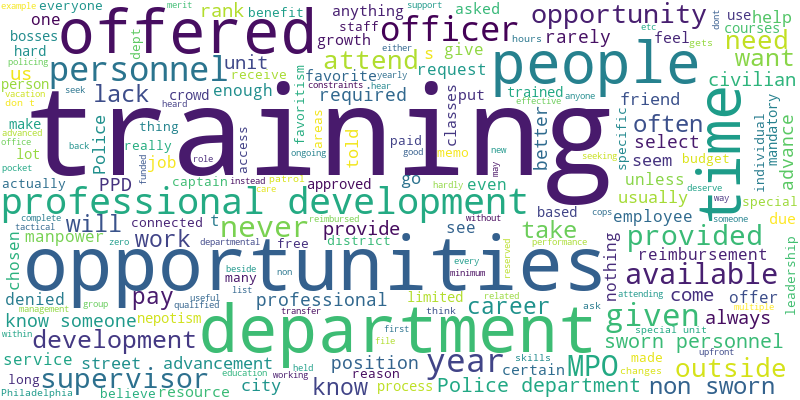 example merit everyone one bosses hard
offered
rank staff growth dept
officer
benefit anything asked
support either yearly
opportunity
rarely
dont etc use help courses gets
policing us person
personnel
unit favorite
attend
s give request
hours constraints hear
people
feel need want civilian
vacation don t seek
lack crowd receive enough
favoritism required
heard put trained
effective anyone
friend
advanced office pocket
make thing lot really actually
Police
back role access
training
areas told classes
paid good memo
ongoing instead patrol
new may better
seeking often
specific select seem
budget individual mandatory
time
advance special
deserve way someone
funded PPD job captain approved
go even unless usually
cops hardly care
professional development
based employee due
complete tactical zero
connected t
reimbursed departmental
without
will
never
provide
take
provided
chosen manpower work
free district see
every performance
nothing reimbursement
leadership
opportunities
available
denied pay many
beside non minimum
reserved attending
come offer
management group useful qualified list
professional
limited related
career
given
always
know someone
nepotism transfer
department
think ask
special unit upfront multiple
within development
first file
year
position certain skills
MPO
made changes
sworn personnel
service street advancement
education held working
reason process
outside
long
supervisor
city
know
Police department
non sworn
Philadelphia believe resource